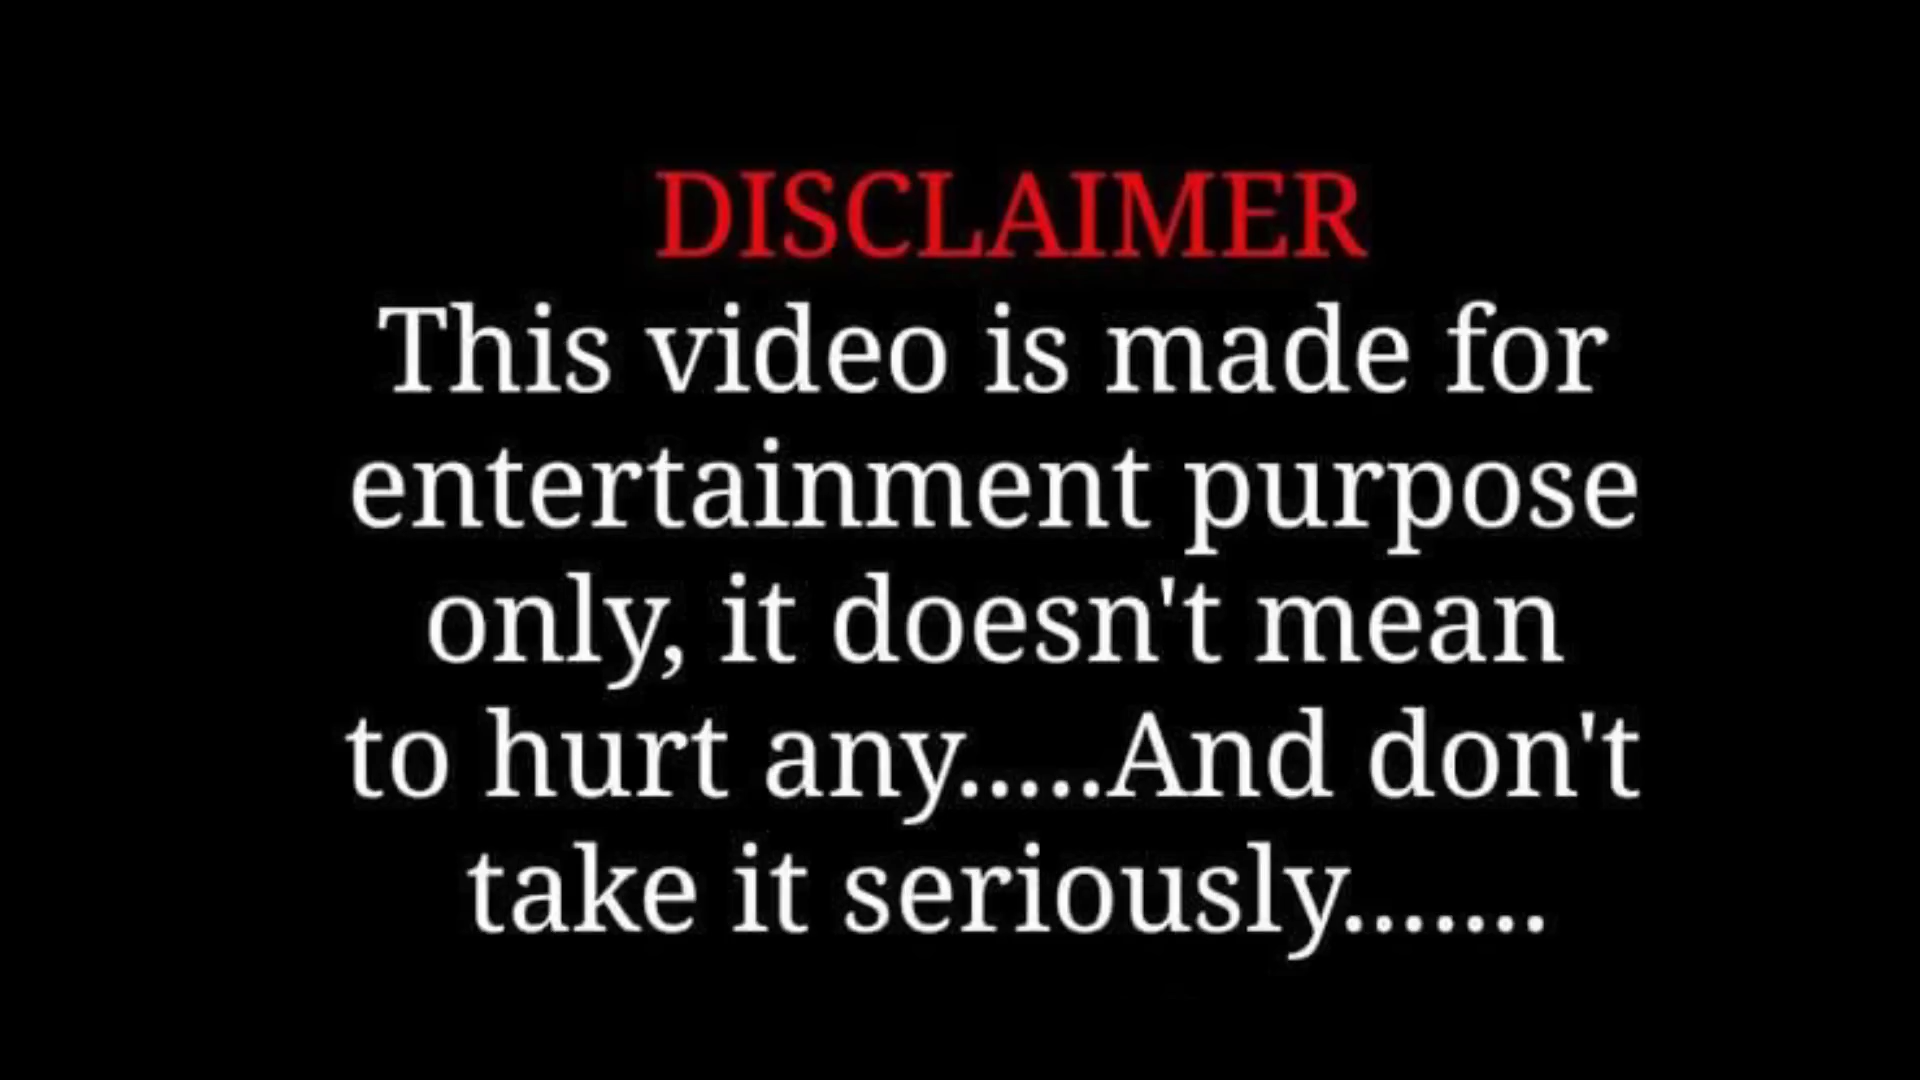 DISCLAIMER
This video is made for
entertainment purpose
only, it doesn't mean
to hurt any.....And don't
take it seriously.......